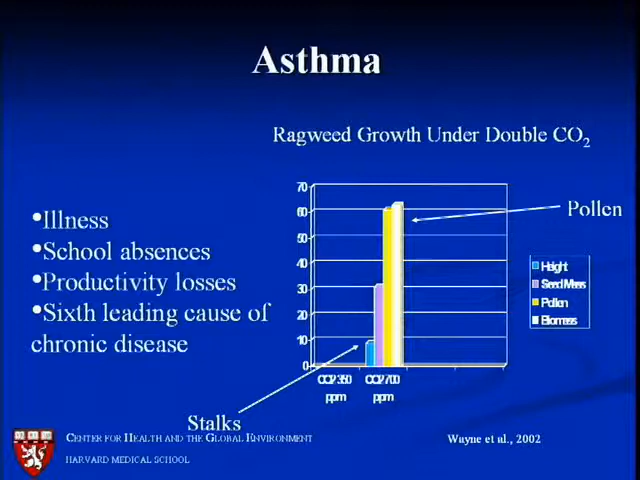 Asthma
Ragweed Growth Under Double CO2
•Illness
•School absences
•Productivity losses
•Sixth leading cause of
chronic disease
70
60
50
40
30
20
10
0
CO2 350
ppm
CO2 700
ppm
Pollen
Height
Seed Mass
Pollen
Biomass
Stalks
CENTER FOR HEALTH AND THE GLOBAL ENVIRONMENT
HARVARD MEDICAL SCHOOL
Wayne et al., 2002